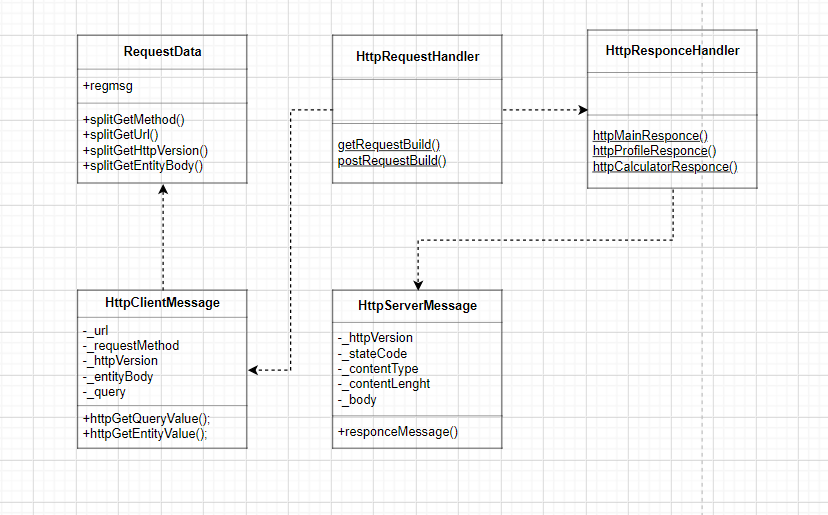 RequestData
+regmsg
+splitGetMethod()
+splitGetUrl()
+splitGetHttpVersion()
+splitGetEntityBody()
HttpRequestHandler
getRequestBuild()
postRequestBuild()
HttpResponceHandler
httpMainResponce()
httpProfileResponce()
httpCalculatorResponce()
HttpClientMessage
-_url
-_requestMethod
-_httpVersion
-_entityBody
-_query
+httpGetQueryValue();
+httpGetEntityValue();
HttpServerMessage
-_httpVersion
-_stateCode
-_contentType
-_contentLenght
-_body
+responceMessage()